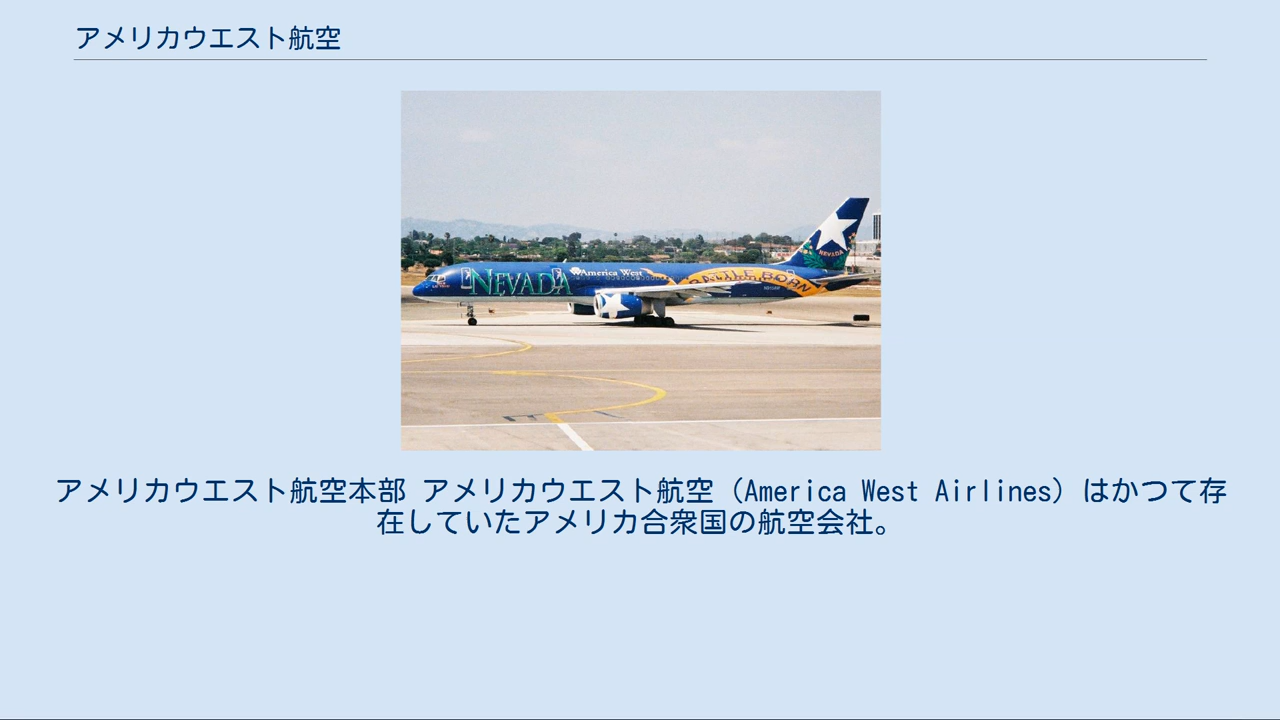 アメリカウエスト航空
NEVADA
America West
BATTLE BORN
NEVADA
アメリカウエスト航空本部 アメリカウエスト航空（America West Airlines）はかつて存
在していたアメリカ合衆国の航空会社。